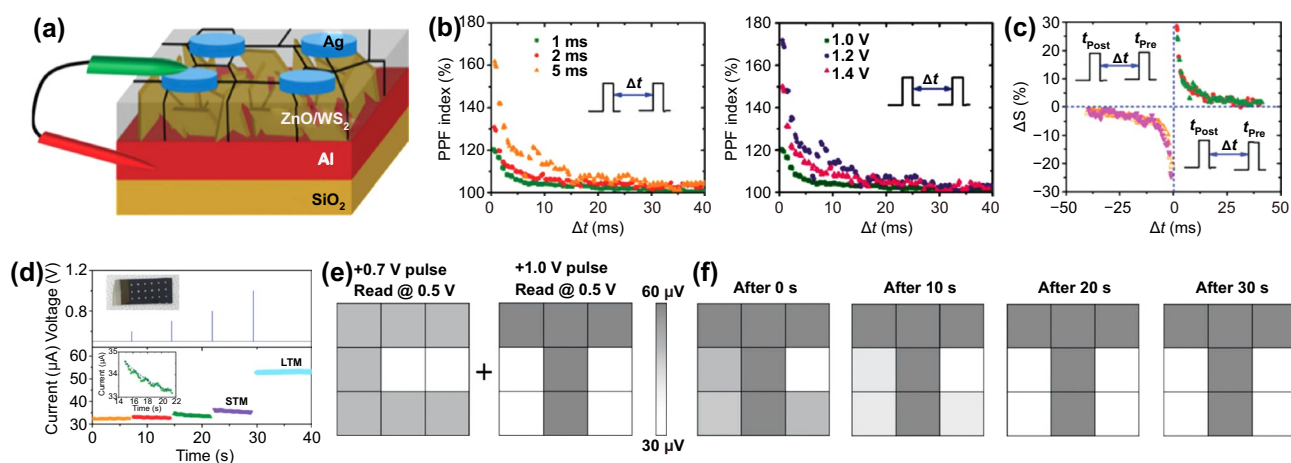 (a)
Ag
ZnO/WS2
Al
SiO2
(b)
PPF index (%)
180
160
140
120
100
1 ms
2 ms
5 ms
Δt
0 10 20 30 40
Δt (ms)
PPF index (%)
180
160
140
120
100
1.0 V
1.2 V
1.4 V
Δt
0 10 20 30 40
Δt (ms)
(c)
ΔS (%)
30
20
10
0
−10
−20
−30
tPost tPre
Δt
tPost tPre
Δt
−50 −25 0 25 50
Δt (ms)
(d)
Voltage (V)
1.2
0.8
Current (μA)
60
50
40
30
LTM
STM
Current (μA)
35
34
33
14 16 18 20 22
Time (s)
0 10 20 30 40
Time (s)
(e)
+0.7 V pulse
Read @ 0.5 V
+
+1.0 V pulse
Read @ 0.5 V
60 μV
30 μV
(f)
After 0 s
After 10 s
After 20 s
After 30 s